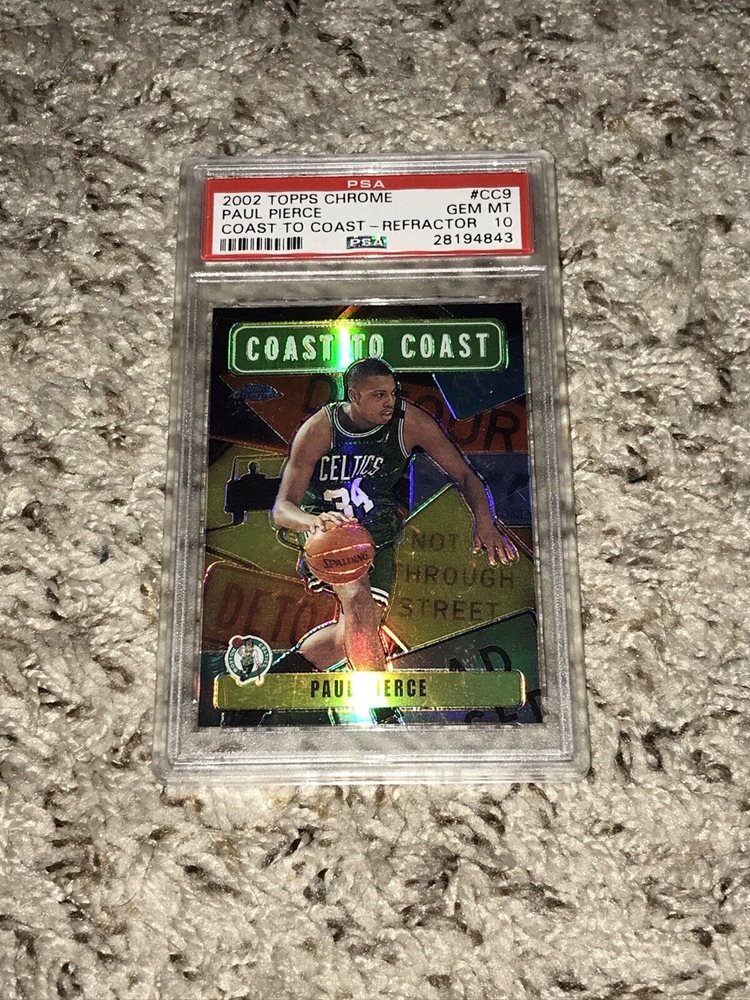 PSA
2002 TOPPS CHROME #CC9
PAUL PIERCE GEM MT
COAST TO COAST – REFRACTOR 10
PSA 28194843
COAST TO COAST
DETOUR
CELTICS
34
SPALDING
NOT A
THROUGH
STREET
DETO
PAUL PIERCE